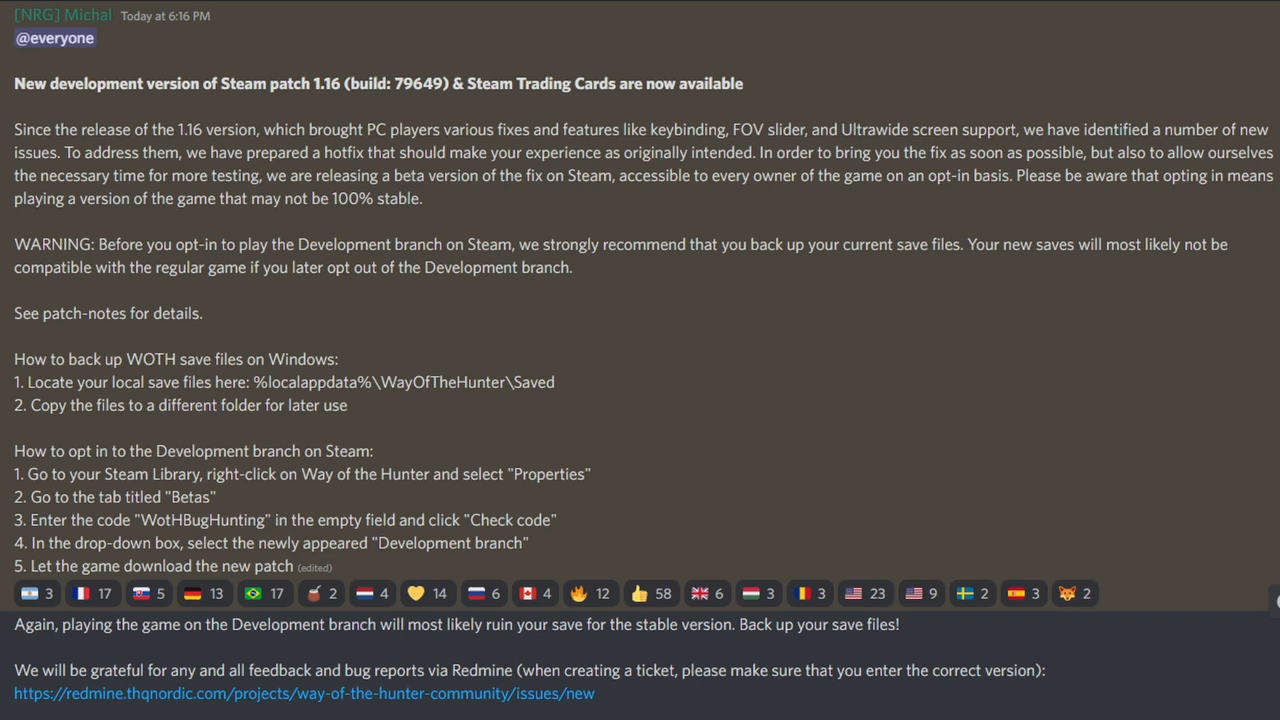 [NRG] Michal Today at 6:16 PM
@everyone
New development version of Steam patch 1.16 (build: 79649) & Steam Trading Cards are now available
Since the release of the 1.16 version, which brought PC players various fixes and features like keybinding, FOV slider, and Ultrawide screen support, we have identified a number of new
issues. To address them, we have prepared a hotfix that should make your experience as originally intended. In order to bring you the fix as soon as possible, but also to allow ourselves
the necessary time for more testing, we are releasing a beta version of the fix on Steam, accessible to every owner of the game on an opt-in basis. Please be aware that opting in means
playing a version of the game that may not be 100% stable.
WARNING: Before you opt-in to play the Development branch on Steam, we strongly recommend that you back up your current save files. Your new saves will most likely not be
compatible with the regular game if you later opt out of the Development branch.
See patch-notes for details.
How to back up WOTH save files on Windows:
1. Locate your local save files here: %localappdata%\WayOfTheHunter\Saved
2. Copy the files to a different folder for later use
How to opt in to the Development branch on Steam:
1. Go to your Steam Library, right-click on Way of the Hunter and select "Properties"
2. Go to the tab titled "Betas"
3. Enter the code "WotHBugHunting" in the empty field and click "Check code"
4. In the drop-down box, select the newly appeared "Development branch"
5. Let the game download the new patch (edited)
3 17 5 13 17 2 4 14 6 4 12 58 6 3 3 23 9 2 3 2
Again, playing the game on the Development branch will most likely ruin your save for the stable version. Back up your save files!
We will be grateful for any and all feedback and bug reports via Redmine (when creating a ticket, please make sure that you enter the correct version):
https://redmine.thqnordic.com/projects/way-of-the-hunter-community/issues/new